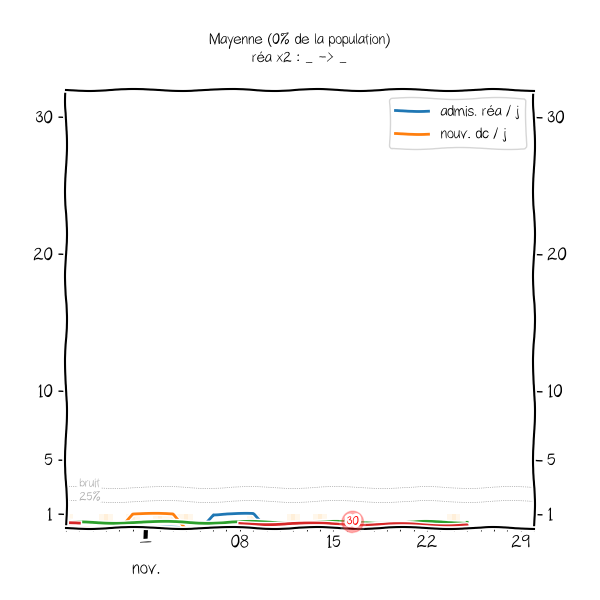 Mayenne (0% de la population)
réa x2 : _ -> _
admis. réa / j
nouv. dc / j
30
30
20
20
10
10
5
5
bruit
25%
1
1
30
08
15
22
29
nov.